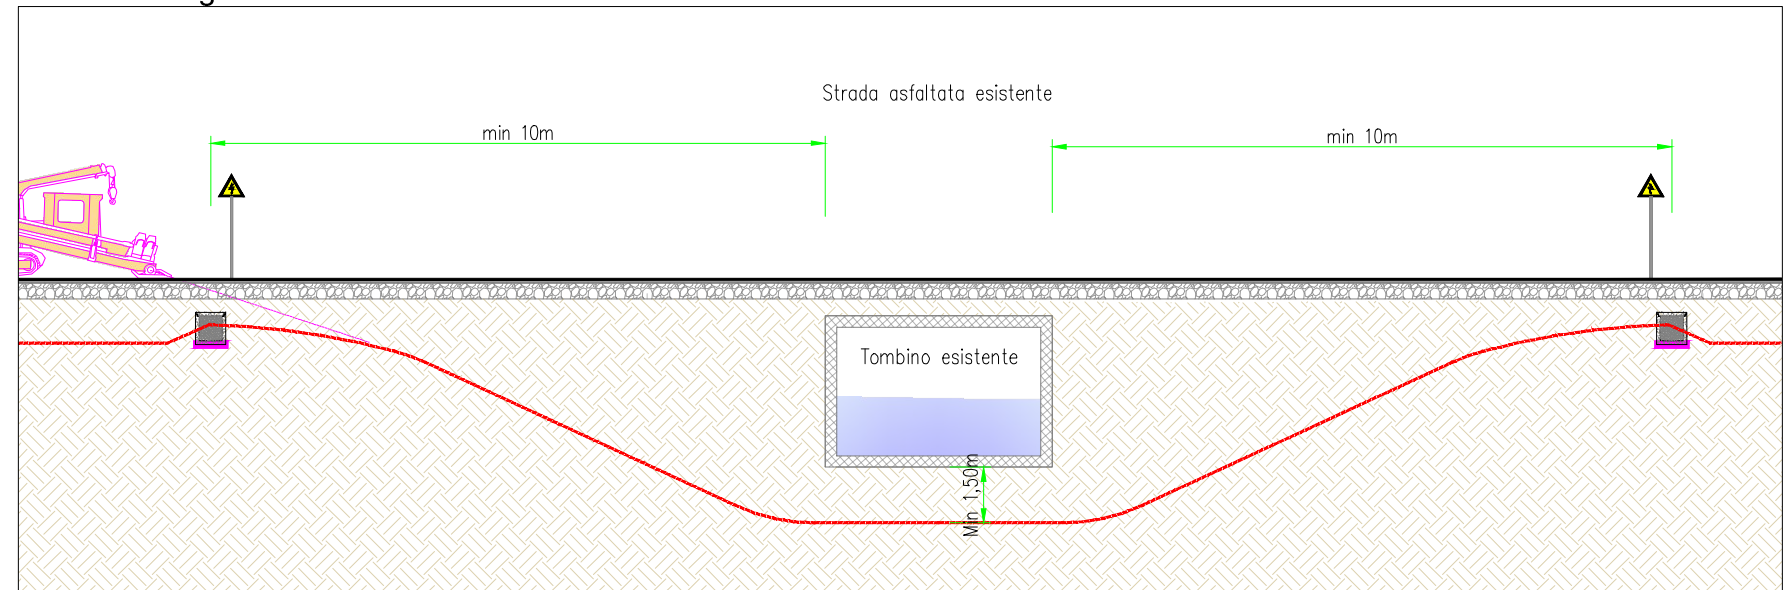 Strada asfaltata esistente
min 10m
min 10m
Tombino esistente
Min 1,50m